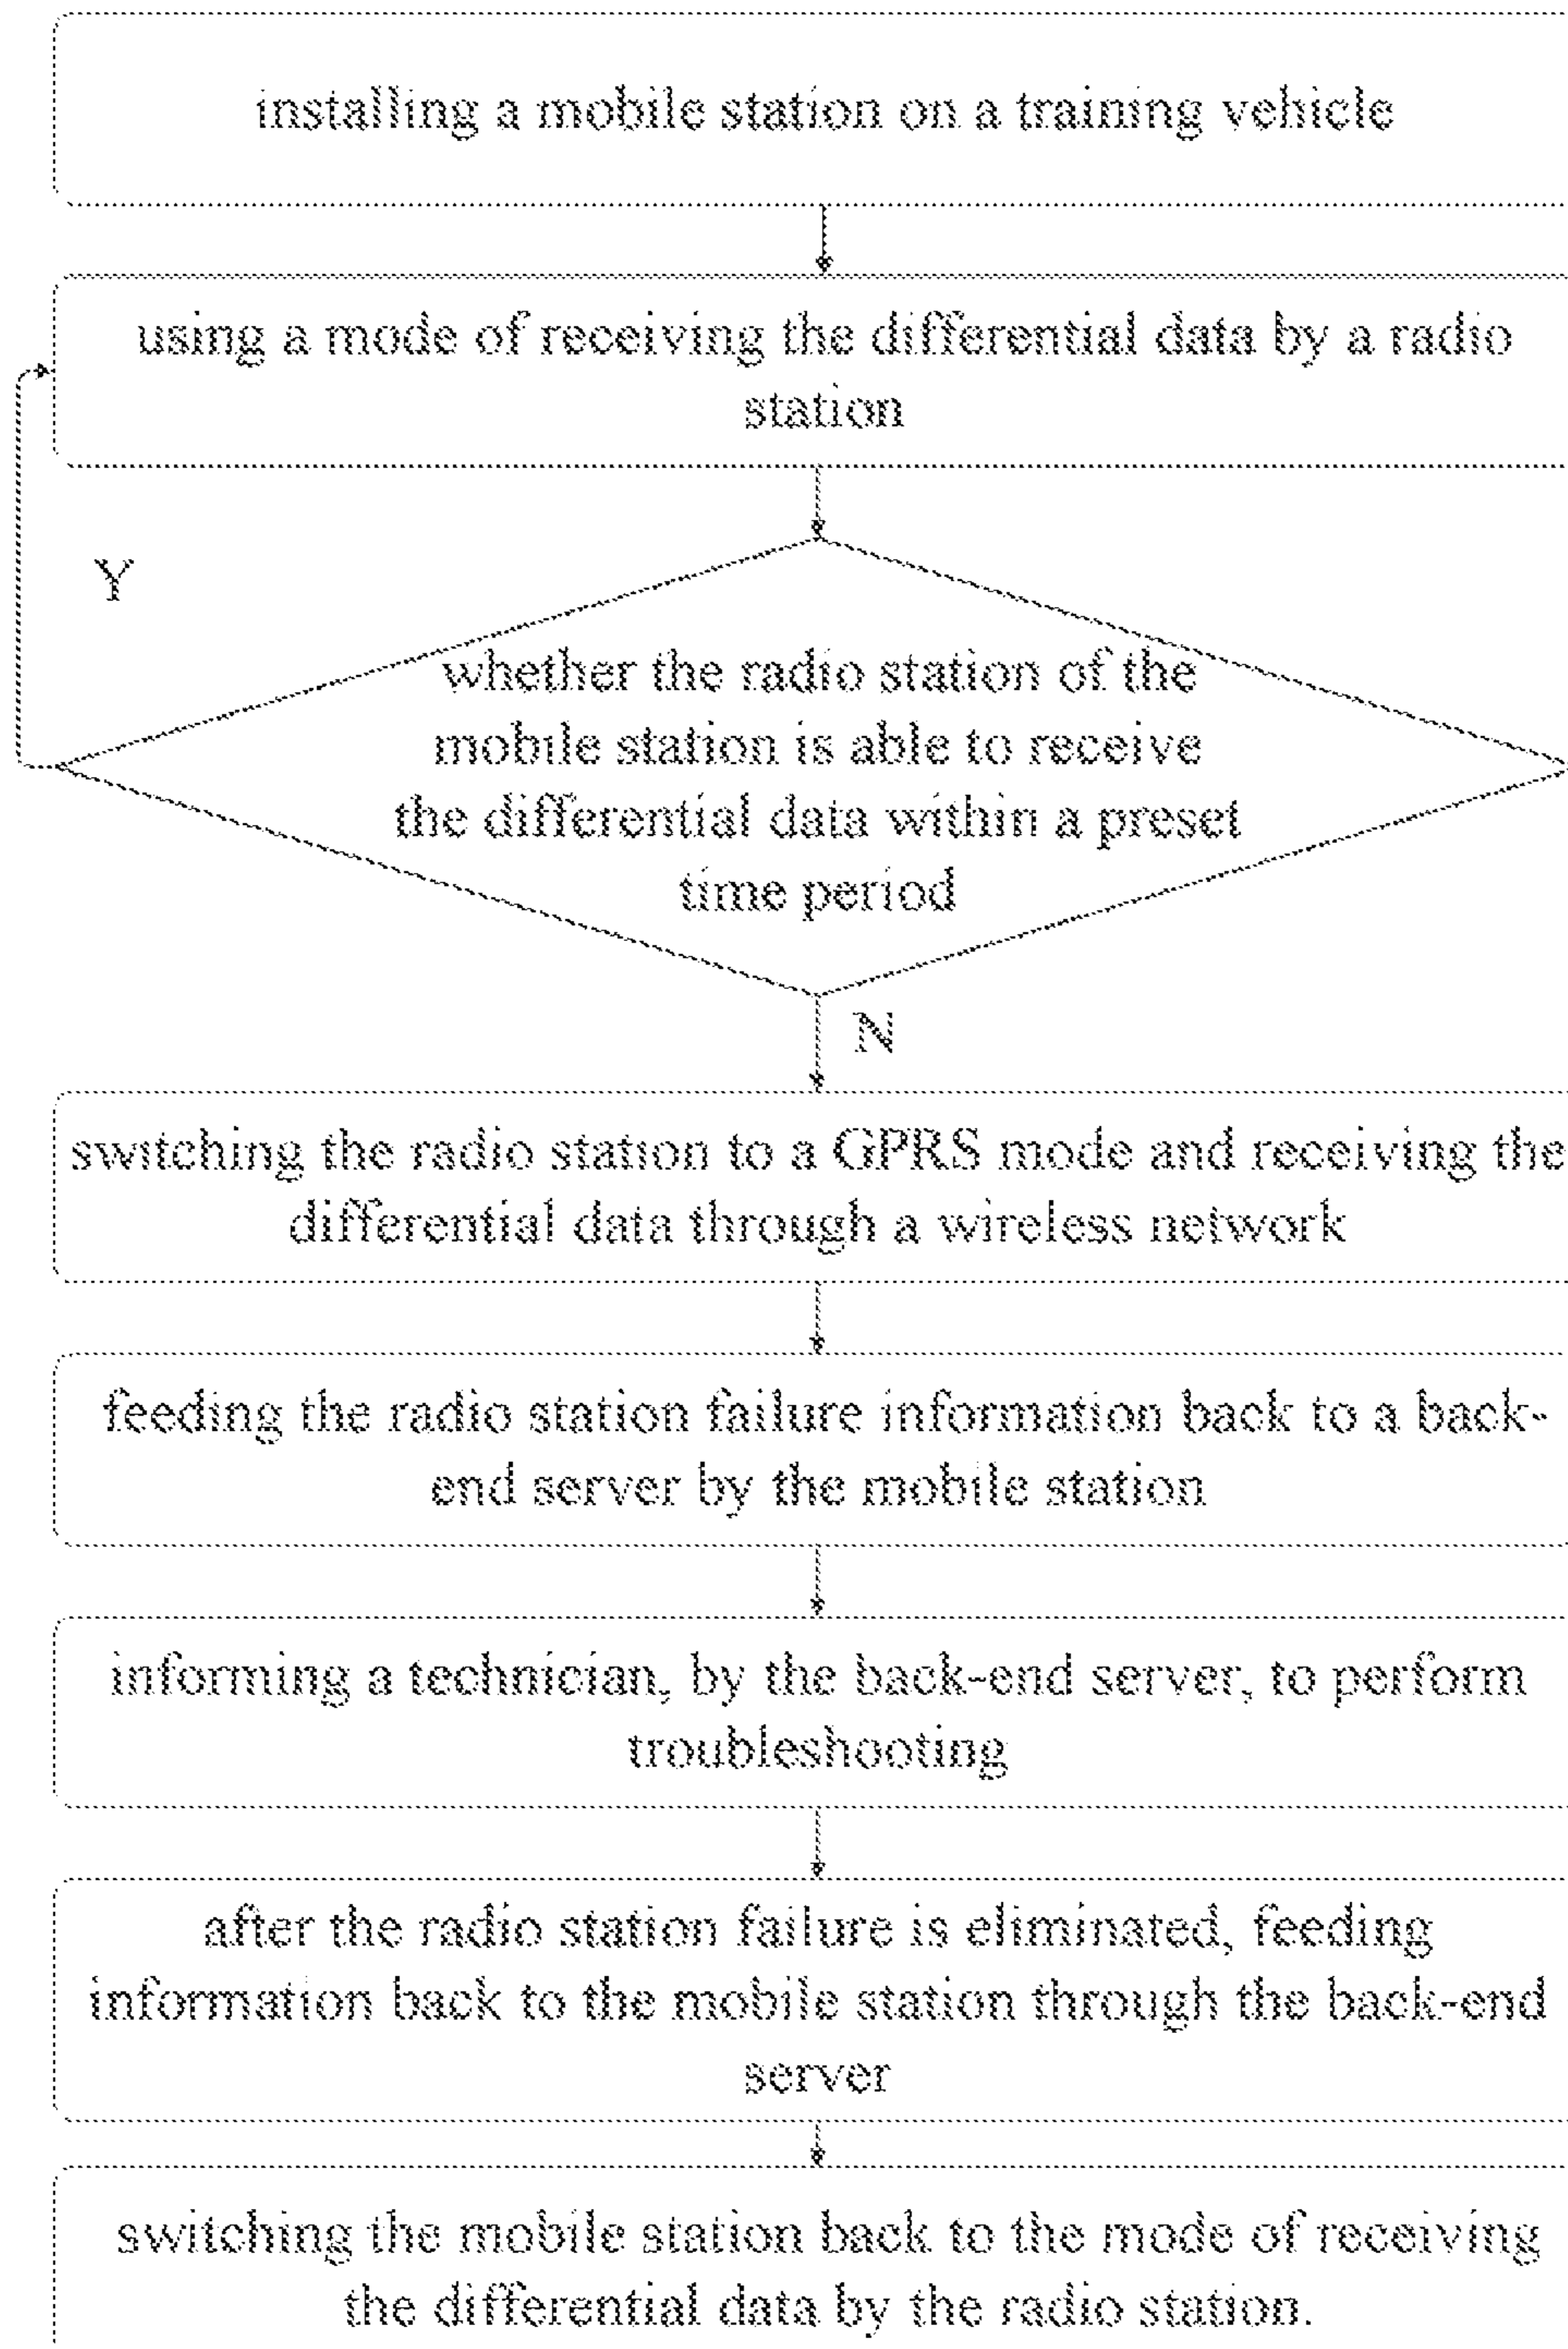 installing a mobile station on a training vehicle
using a mode of receiving the differential data by a radio
station
Y
whether the radio station of the
mobile station is able to receive
the differential data within a preset
time period
N
switching the radio station to a GPRS mode and receiving the
differential data through a wireless network
feeding the radio station failure information back to a back-
end server by the mobile station
informing a technician, by the back-end server, to perform
troubleshooting
after the radio station failure is eliminated, feeding
information back to the mobile station through the back-end
server
switching the mobile station back to the mode of receiving
the differential data by the radio station.